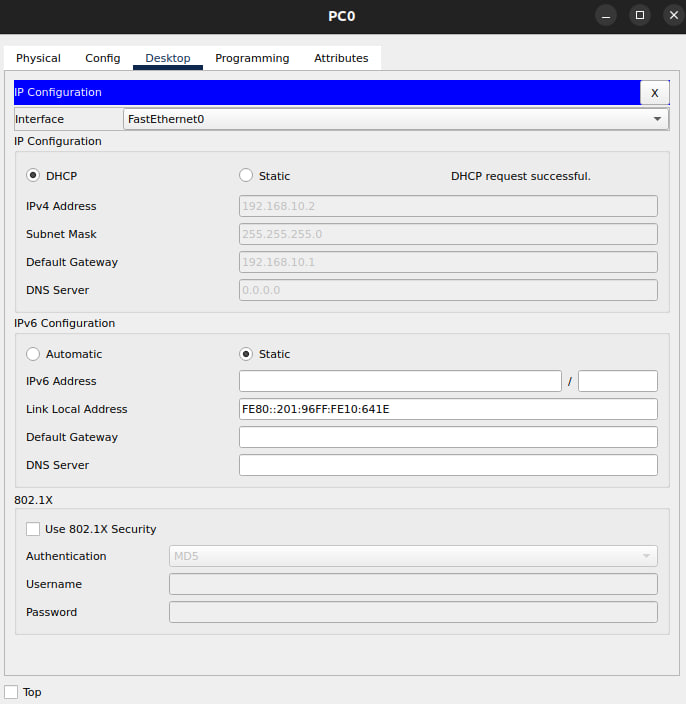 PC0
Physical Config Desktop Programming Attributes
IP Configuration X
Interface FastEthernet0
IP Configuration
DHCP Static DHCP request successful.
IPv4 Address 192.168.10.2
Subnet Mask 255.255.255.0
Default Gateway 192.168.10.1
DNS Server 0.0.0.0
IPv6 Configuration
Automatic Static
IPv6 Address /
Link Local Address FE80::201:96FF:FE10:641E
Default Gateway
DNS Server
802.1X
Use 802.1X Security
Authentication MD5
Username
Password
Top